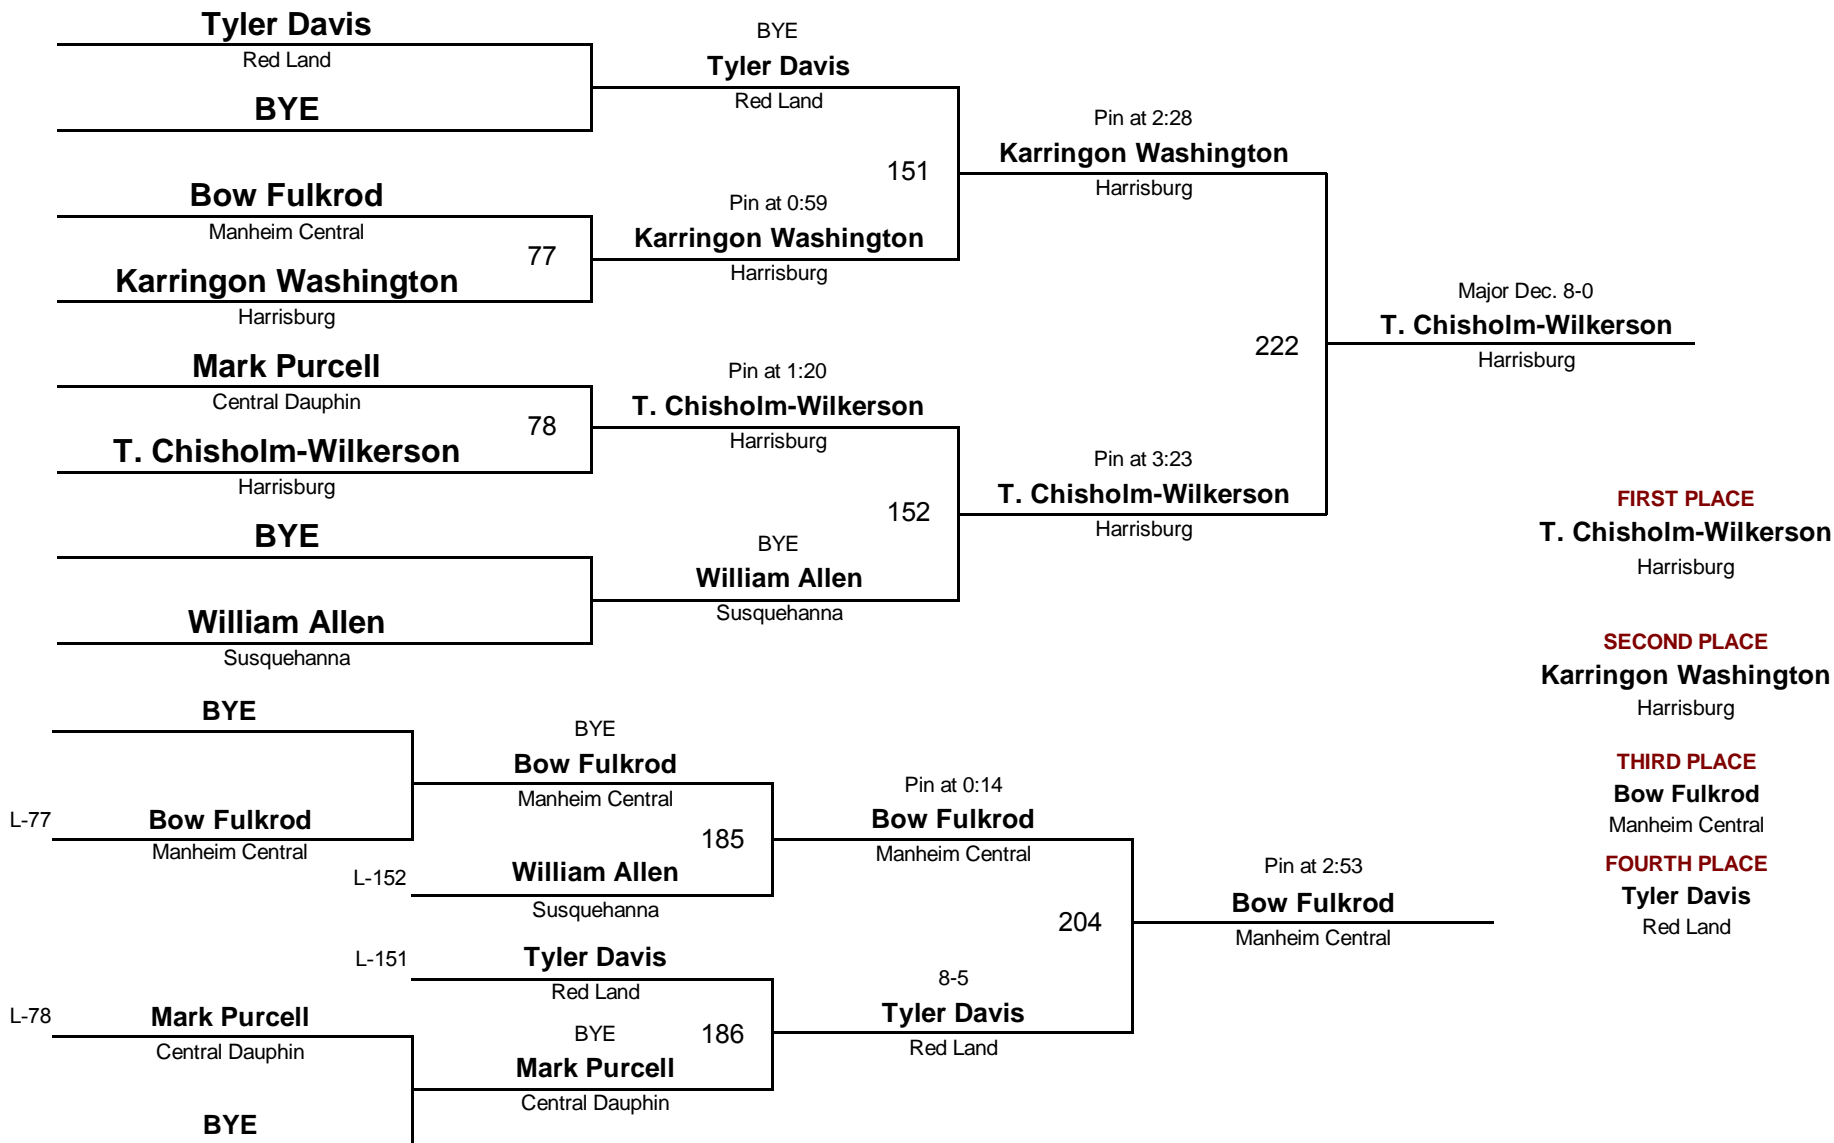 Tyler Davis
Red Land
BYE
Bow Fulkrod
Manheim Central
77
Karringon Washington
Harrisburg
Mark Purcell
Central Dauphin
78
T. Chisholm-Wilkerson
Harrisburg
BYE
William Allen
Susquehanna
BYE
Tyler Davis
Red Land
151
Pin at 0:59
Karringon Washington
Harrisburg
Pin at 1:20
T. Chisholm-Wilkerson
Harrisburg
152
BYE
William Allen
Susquehanna
Pin at 2:28
Karringon Washington
Harrisburg
222
Pin at 3:23
T. Chisholm-Wilkerson
Harrisburg
Major Dec. 8-0
T. Chisholm-Wilkerson
Harrisburg
FIRST PLACE
T. Chisholm-Wilkerson
Harrisburg
SECOND PLACE
Karringon Washington
Harrisburg
THIRD PLACE
Bow Fulkrod
Manheim Central
FOURTH PLACE
Tyler Davis
Red Land
BYE
L-77
Bow Fulkrod
Manheim Central
L-78
Mark Purcell
Central Dauphin
BYE
BYE
Bow Fulkrod
Manheim Central
185
L-152
William Allen
Susquehanna
L-151
Tyler Davis
Red Land
BYE
186
Mark Purcell
Central Dauphin
Pin at 0:14
Bow Fulkrod
Manheim Central
204
8-5
Tyler Davis
Red Land
Pin at 2:53
Bow Fulkrod
Manheim Central